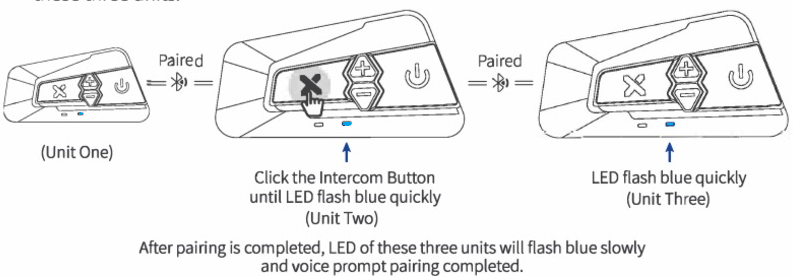 these three units.
Paired
Paired
(Unit One)
Click the Intercom Button
until LED flash blue quickly
(Unit Two)
LED flash blue quickly
(Unit Three)
After pairing is completed, LED of these three units will flash blue slowly
and voice prompt pairing completed.